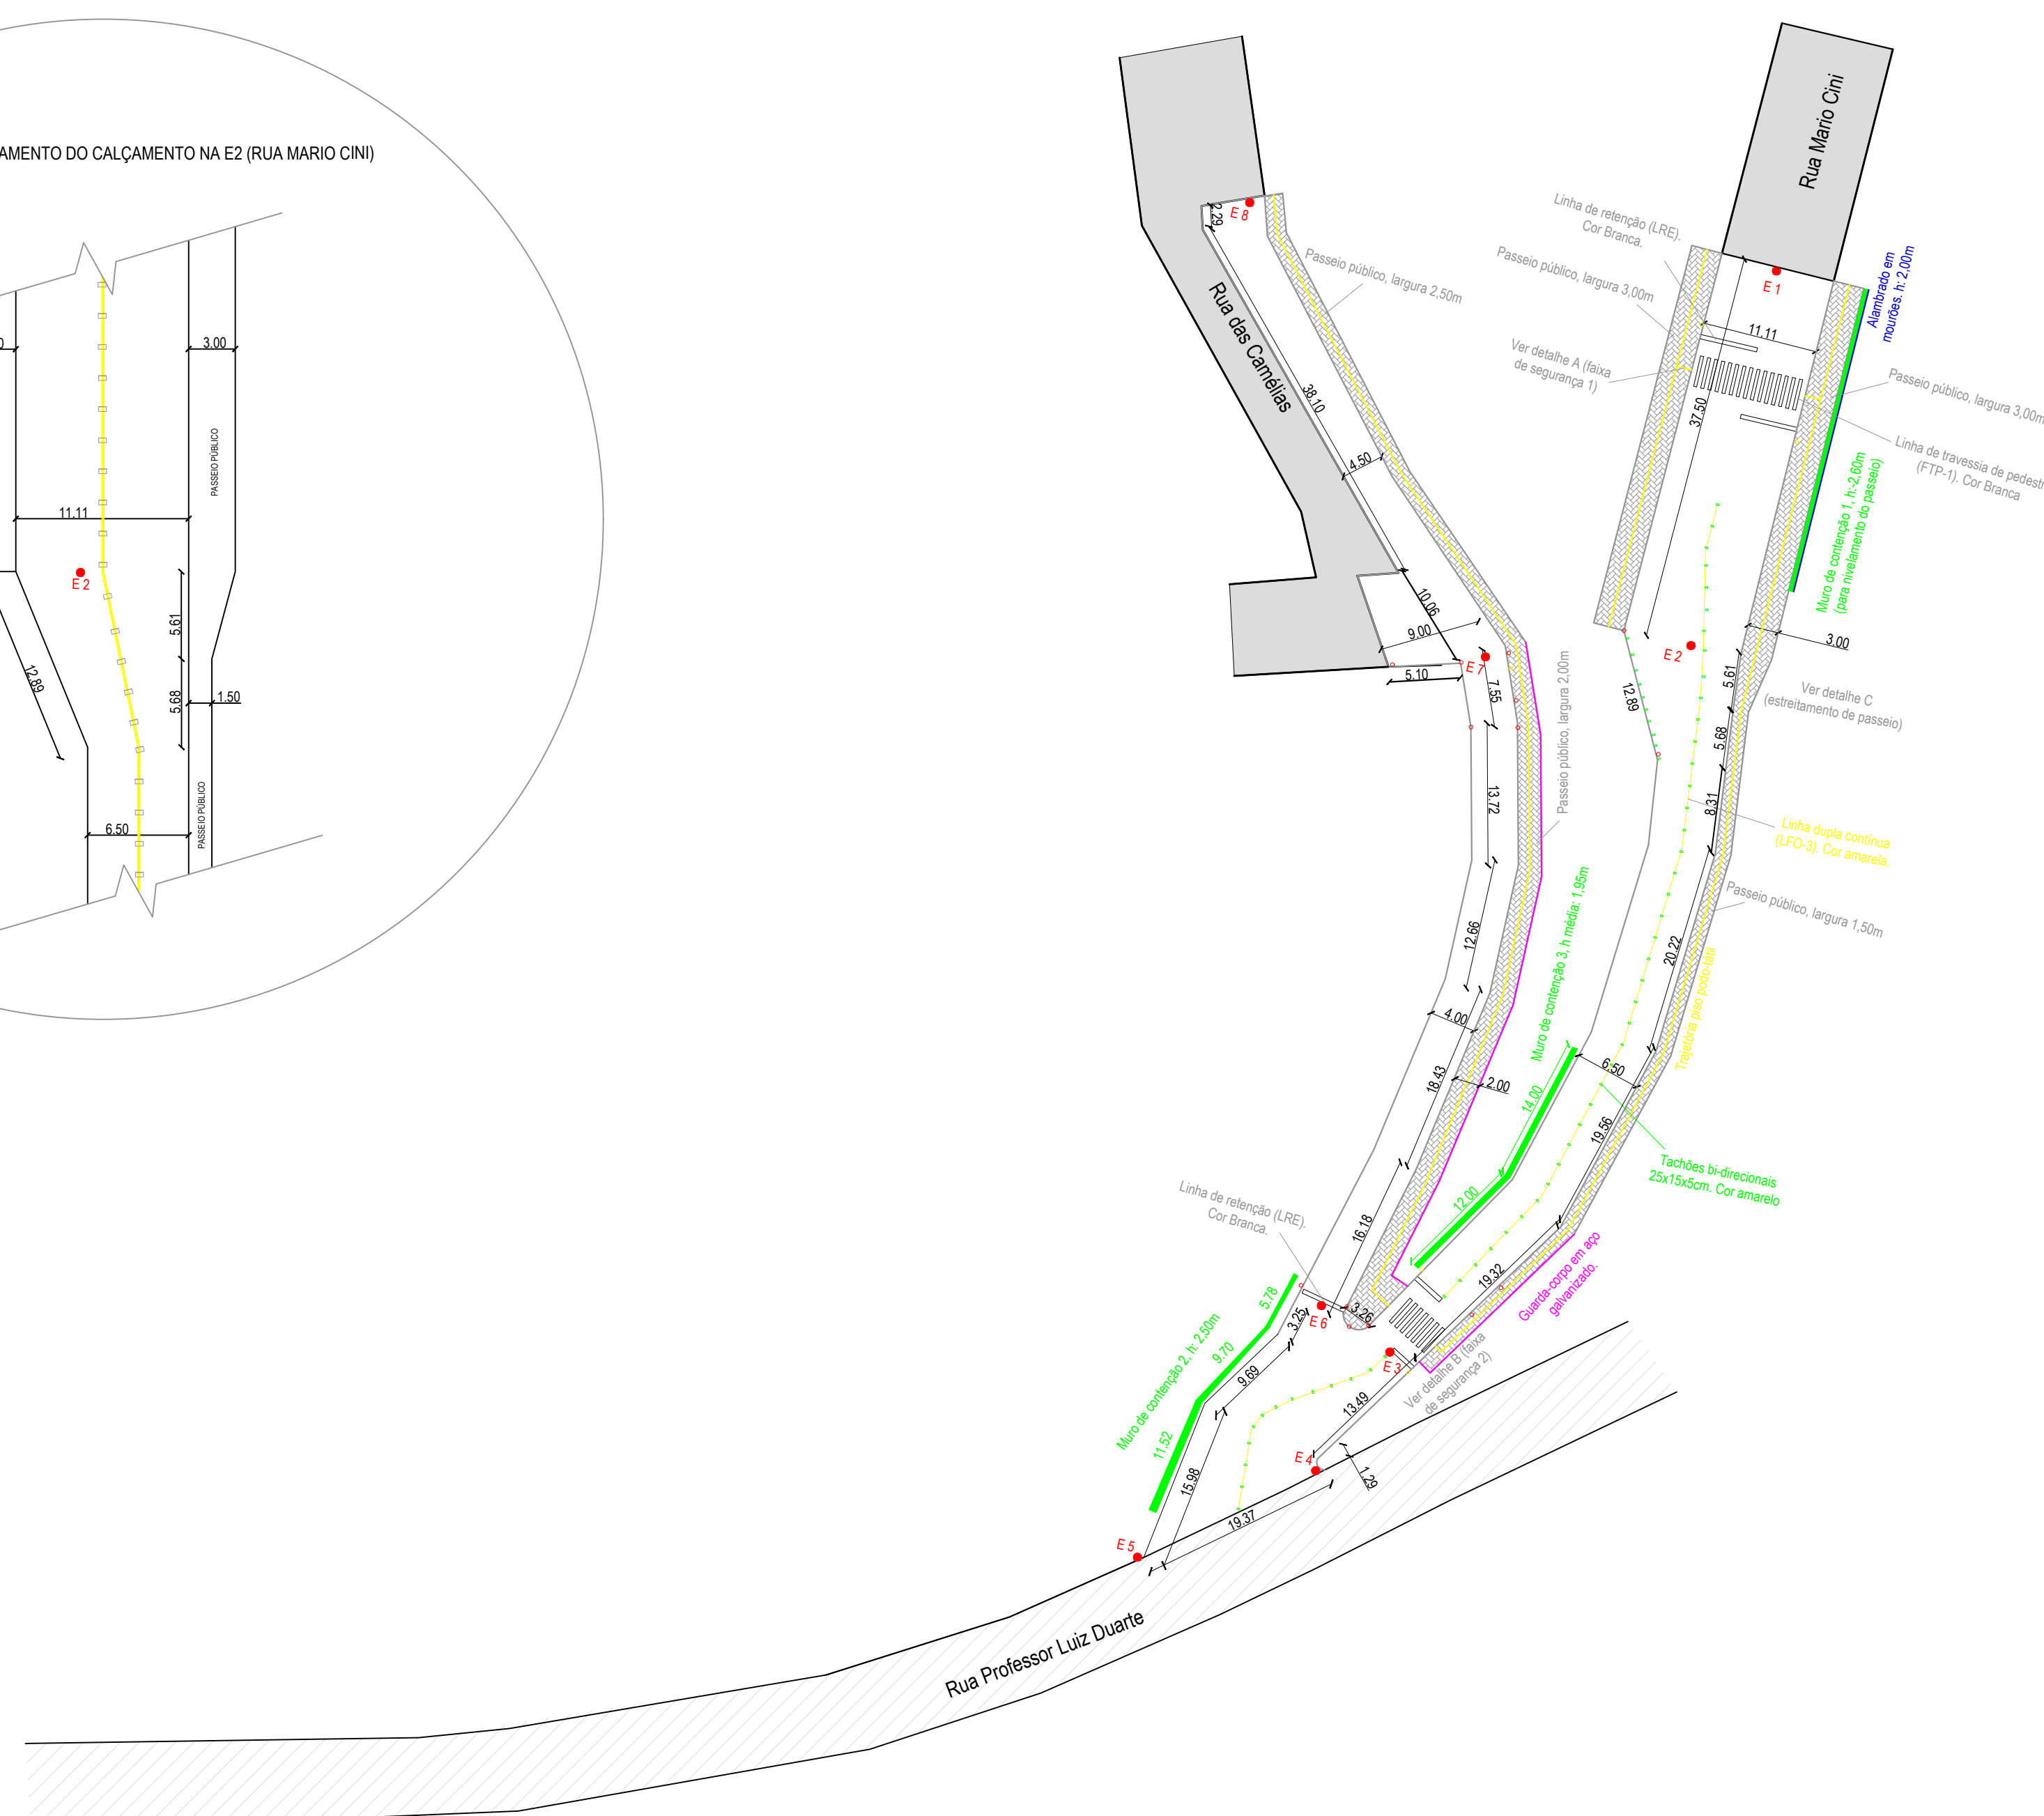 AMENTO DO CALÇAMENTO NA E2 (RUA MARIO CINI)
3.00
PASSEIO PÚBLICO
11.11
E 2
5.61
12.89
5.68
1.50
PASSEIO PÚBLICO
6.50
Rua Mario Cini
E 8
2.29
Linha de retenção (LRE).
Cor Branca.
Passeio público, largura 3,00m
Passeio público, largura 2,50m
E 1
Alambrado em
mourões. h: 2,00m
Rua das Camélias
11.11
Ver detalhe A (faixa
de segurança 1)
38.10
37.50
Passeio público, largura 3,00m
4.50
Linha de travessia de pedest
(FTP-1). Cor Branca
Muro de contenção 1, h:-2,60m
(para nivelamento do passeio)
10.06
9.00
E 7
5.10
7.55
E 2
3.00
5.61
12.89
Ver detalhe C
(estreitamento de passeio)
Passeio público, largura 2,00m
5.68
13.72
8.31
Linha dupla contínua
(LFO-3). Cor amarela
Passeio público, largura 1,50m
12.66
20.22
Muro de contenção 3, h média: 1,95m
Trajetória piso podo-tátil
4.00
6.50
18.43
2.00
14.00
19.56
Tachões bi-direcionais
25x15x5cm. Cor amarelo
Linha de retenção (LRE).
Cor Branca.
12.00
16.18
19.32
Guarda-corpo em aço
galvanizado.
5.78
3.25
E 6
3.26
Muro de contenção 2, h: 2,50m
9.70
9.69
E 3
Ver detalhe B (faixa
de segurança 2)
13.49
11.52
15.98
E 4
1.29
19.37
E 5
Rua Professor Luiz Duarte